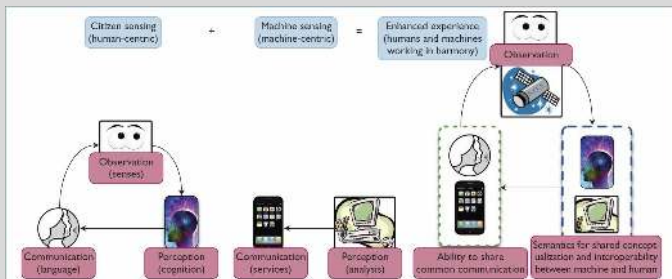 Citizen sensing
(human-centric)
+
Machine sensing
(machine-centric)
=
Enhanced experience
(humans and machines
working in harmony)
Observation
Observation
(senses)
Communication
(language)
Perception
(cognition)
Communication
(services)
Perception
(analysis)
Ability to share
common communication
Semantics for shared concept
ualization and interoperability
between machine and human